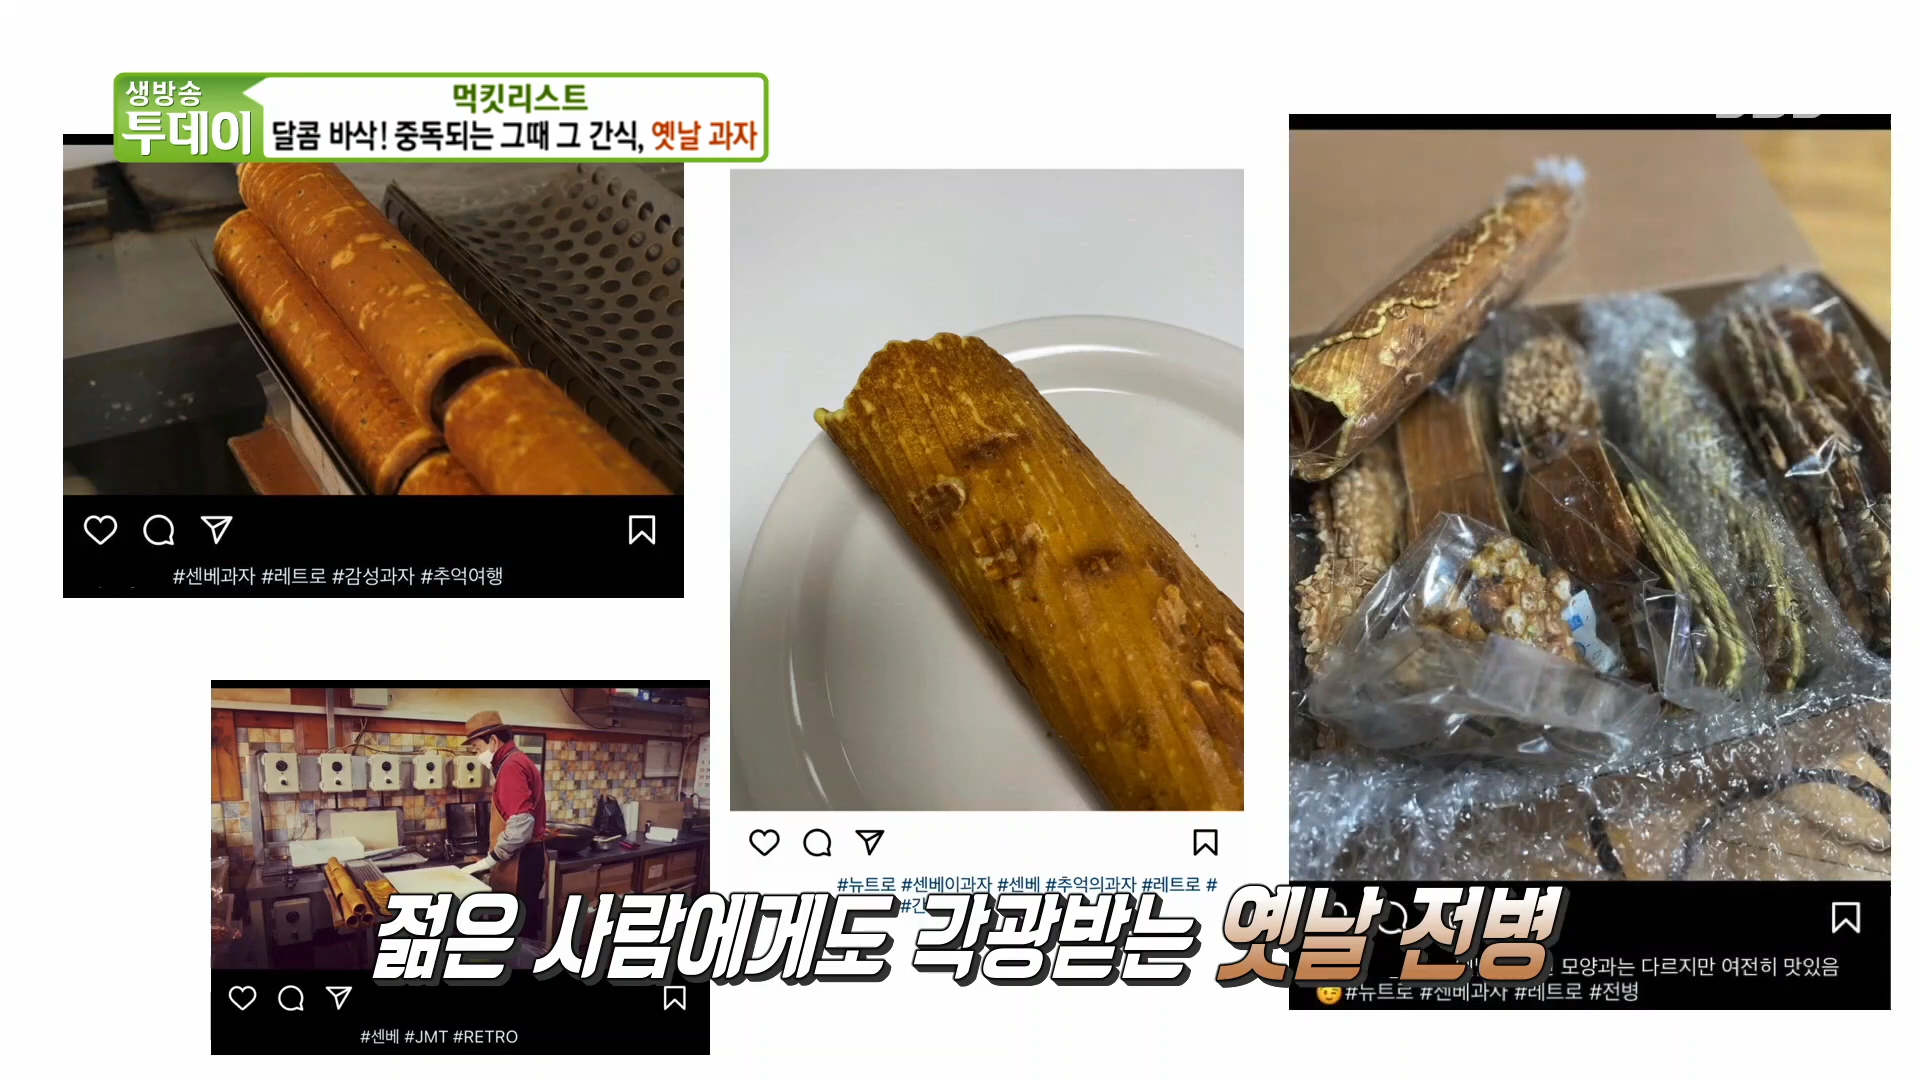 생방송
투데이
먹킷리스트
달콤 바삭! 중독되는 그때 그 간식, 옛날 과자
#센베과자 #레트로 #감성과자 #추억여행
#뉴트로 #센베이과자 #센베 #추억의과자 #레트로 #
#간
모양과는 다르지만 여전히 맛있음
#뉴트로 #센베과자 #레트로 #전병
젊은 사람에게도 각광받는 옛날 전병
#센베 #JMT #RETRO